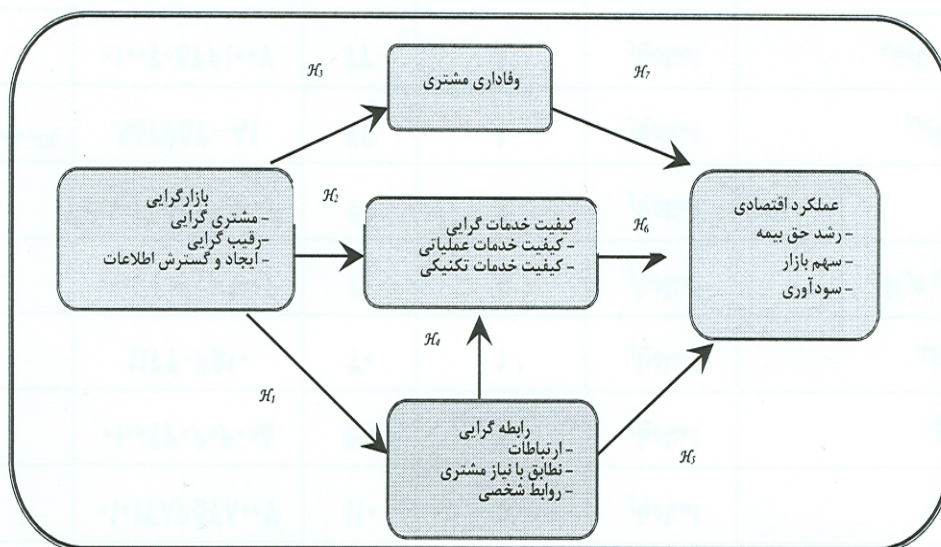 H3
H7
وفاداری مشتری
بازارگرایی
- مشتری گرایی
-رقیب گرایی
-ایجاد و گسترش اطلاعات
H2
کیفیت خدمات گرایی
- کیفیت خدمات عملیاتی
- کیفیت خدمات تکنیکی
H6
عملکرد اقتصادی
- رشد حق بیمه
- سهم بازار
- سودآوری
H4
H1
رابطه گرایی
- ارتباطات
- نطابق با نیاز مشتری
- روابط شخصی
H5